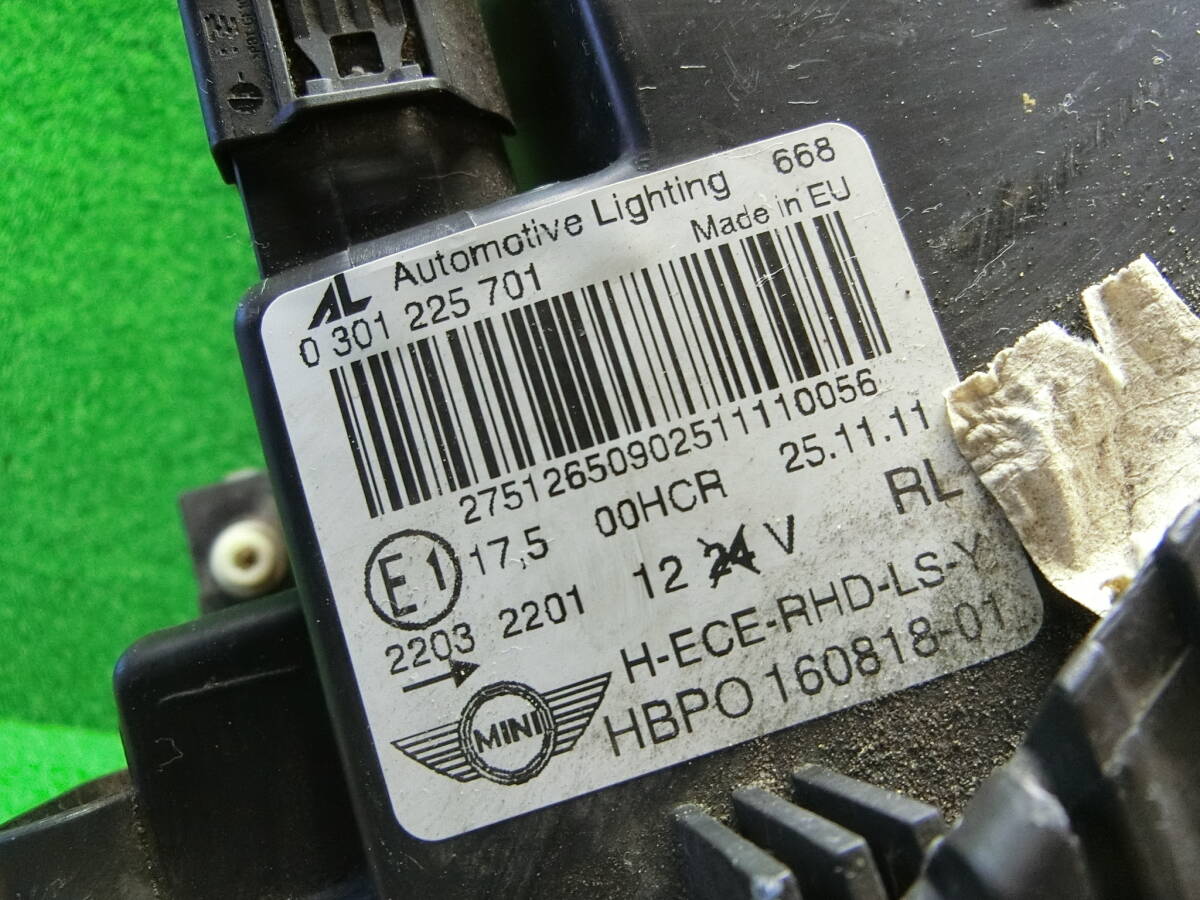 AL Automotive Lighting 668
0 301 225 701 Made in EU
27512650902511110056
E1 17,5 00HCR 25.11.11
2203 2201 12 24 V RL
H-ECE-RHD-LS-Y
MINI HBPO 160818-01